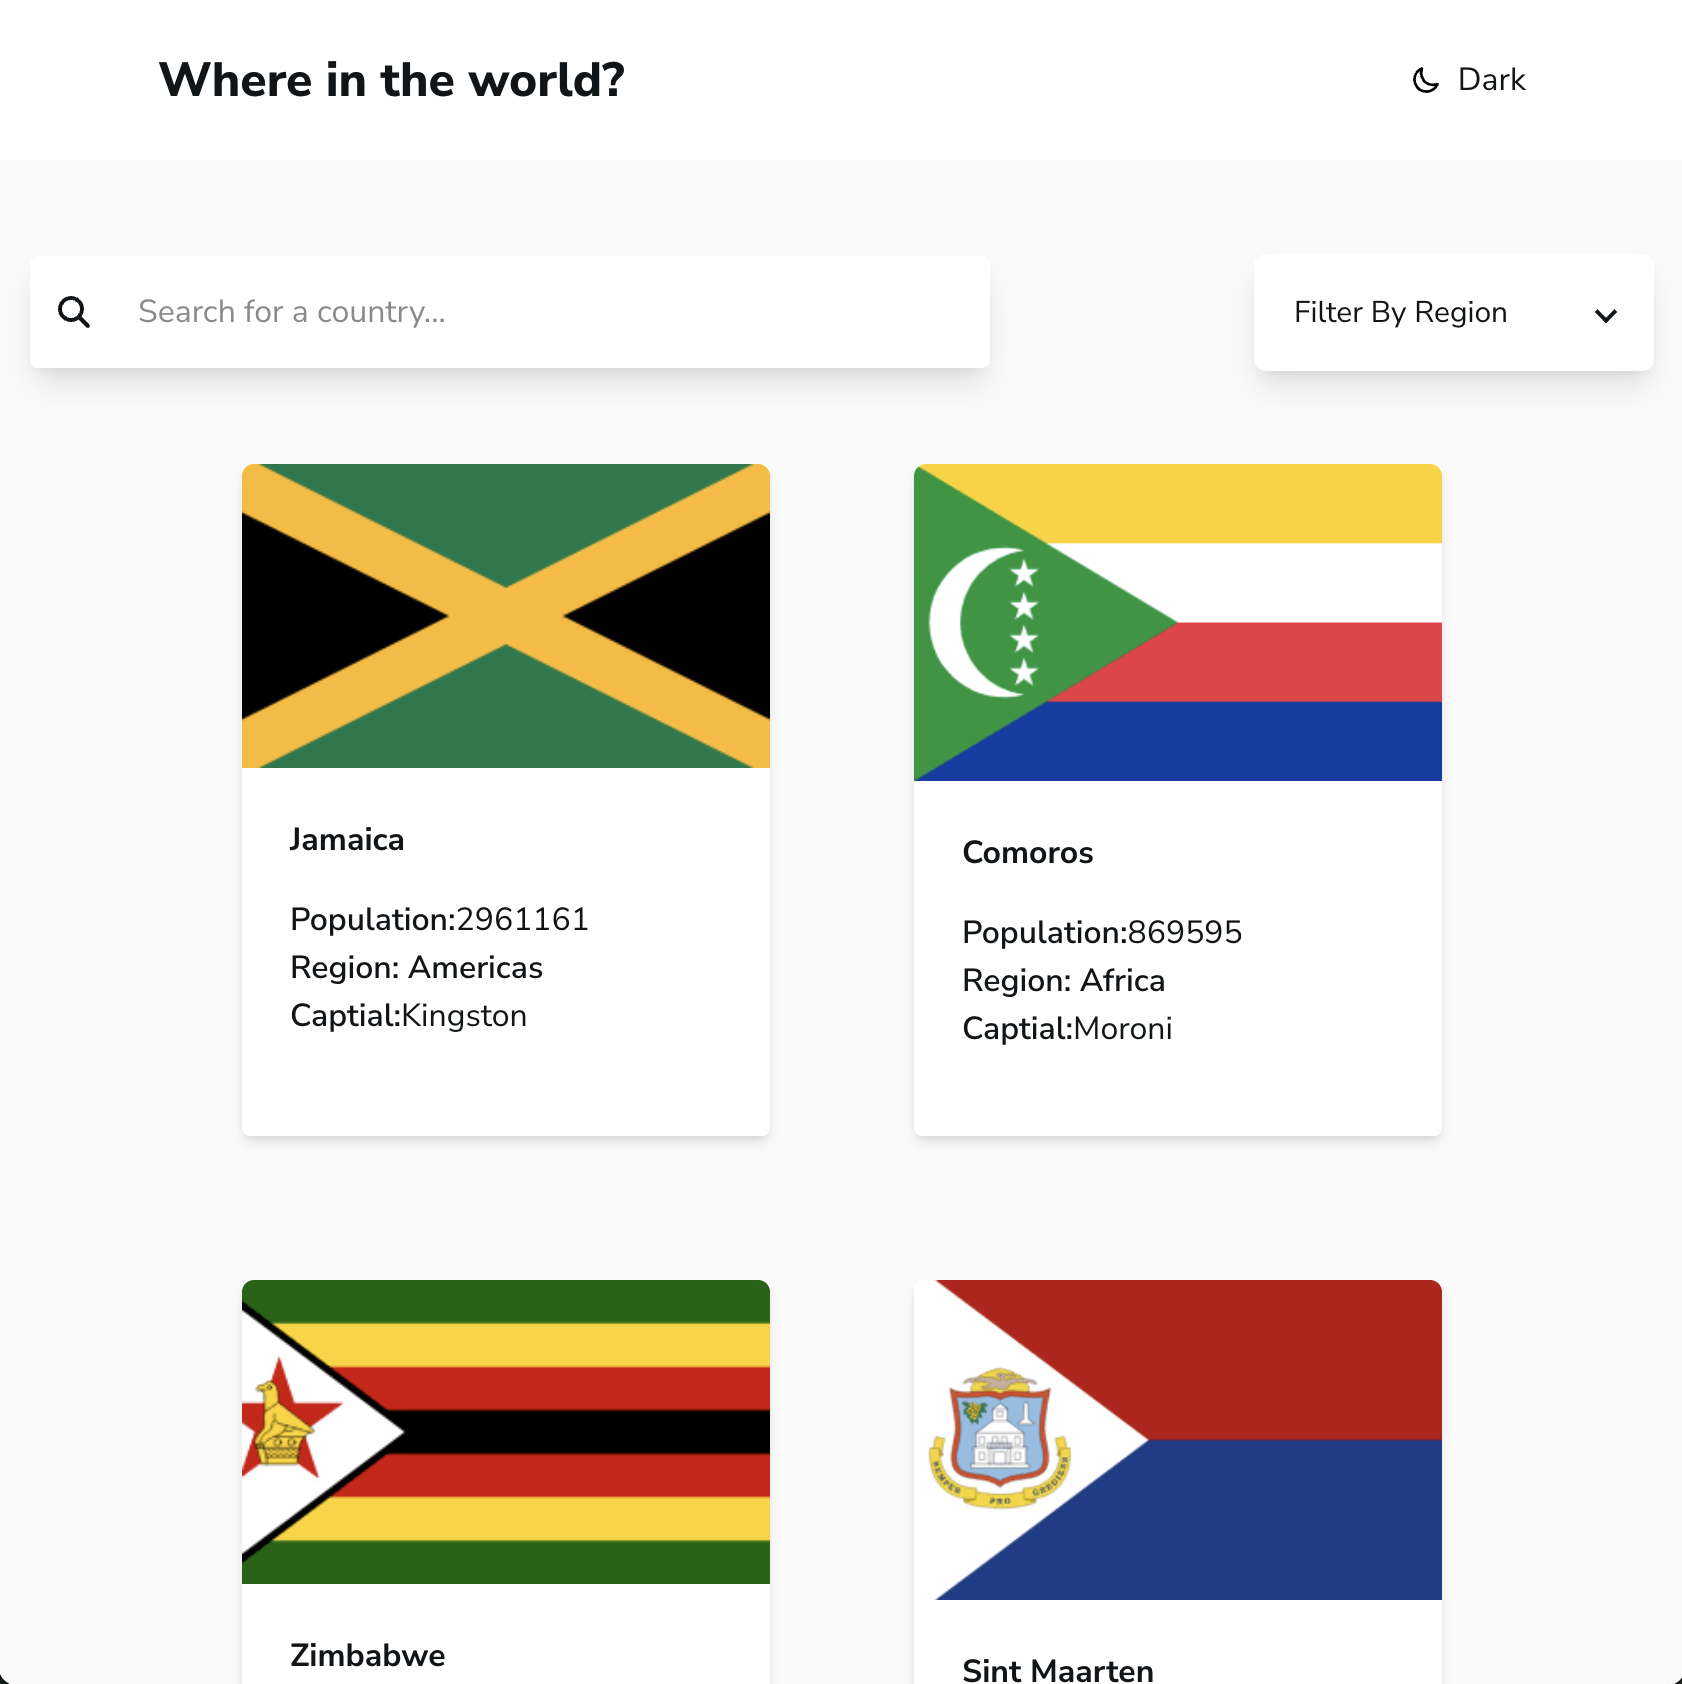 Where in the world?
Dark
Search for a country...
Filter By Region
Jamaica
Population:2961161
Region: Americas
Captial:Kingston
Comoros
Population:869595
Region: Africa
Captial:Moroni
Zimbabwe
Sint Maarten
SEMPER PRO GREDIENS